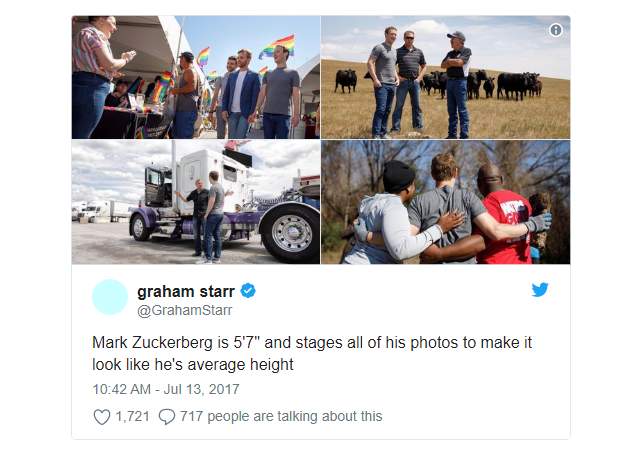 graham starr
@GrahamStarr
Mark Zuckerberg is 5'7" and stages all of his photos to make it
look like he's average height
10:42 AM - Jul 13, 2017
1,721 717 people are talking about this